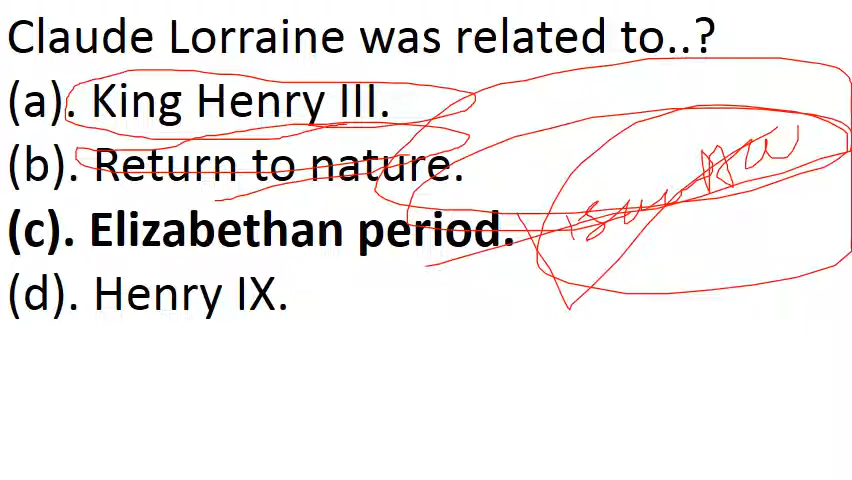 Claude Lorraine was related to..?
(a). King Henry III.
(b). Return to nature.
(c). Elizabethan period.
(d). Henry IX.